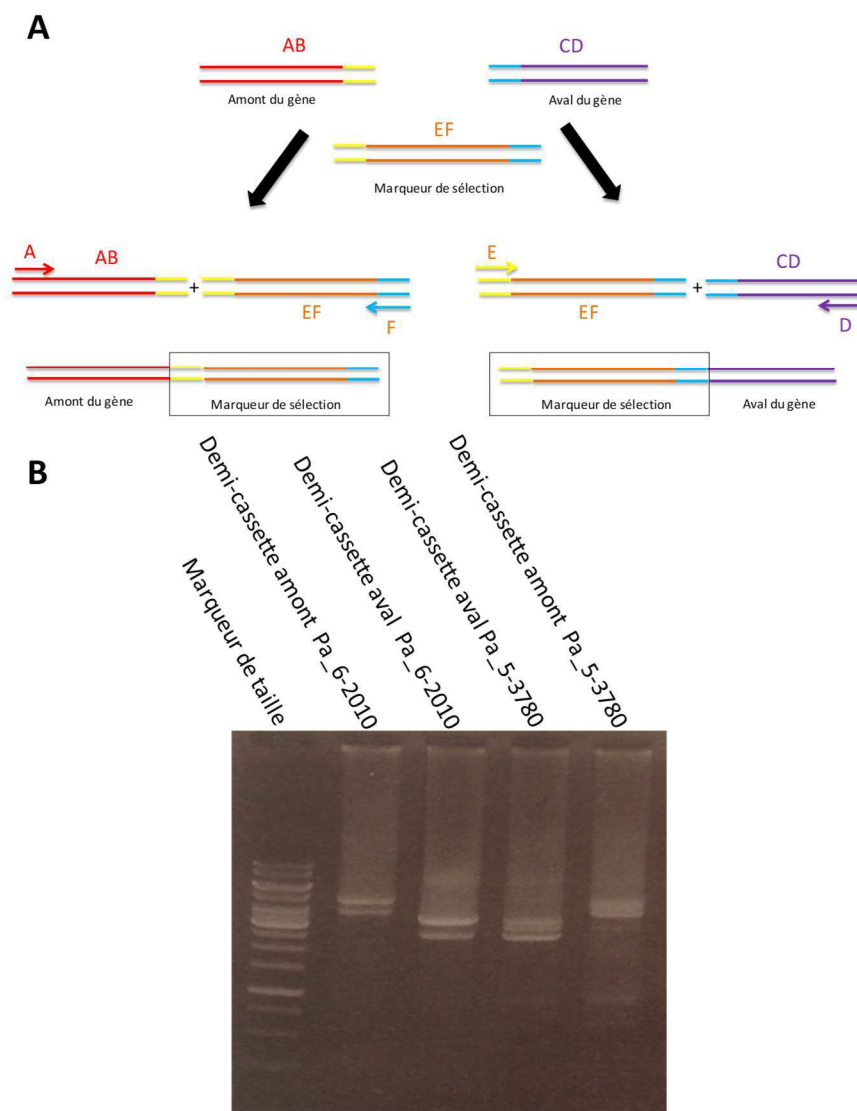 A
AB
CD
Amont du gène
Aval du gène
EF
Marqueur de sélection
A
AB
+
EF
F
E
EF
+
CD
D
Amont du gène
Marqueur de sélection
Marqueur de sélection
Aval du gène
B
Marqueur de taille
Demi-cassette amont Pa_6-2010
Demi-cassette aval Pa_6-2010
Demi-cassette aval Pa_5-3780
Demi-cassette amont Pa_5-3780